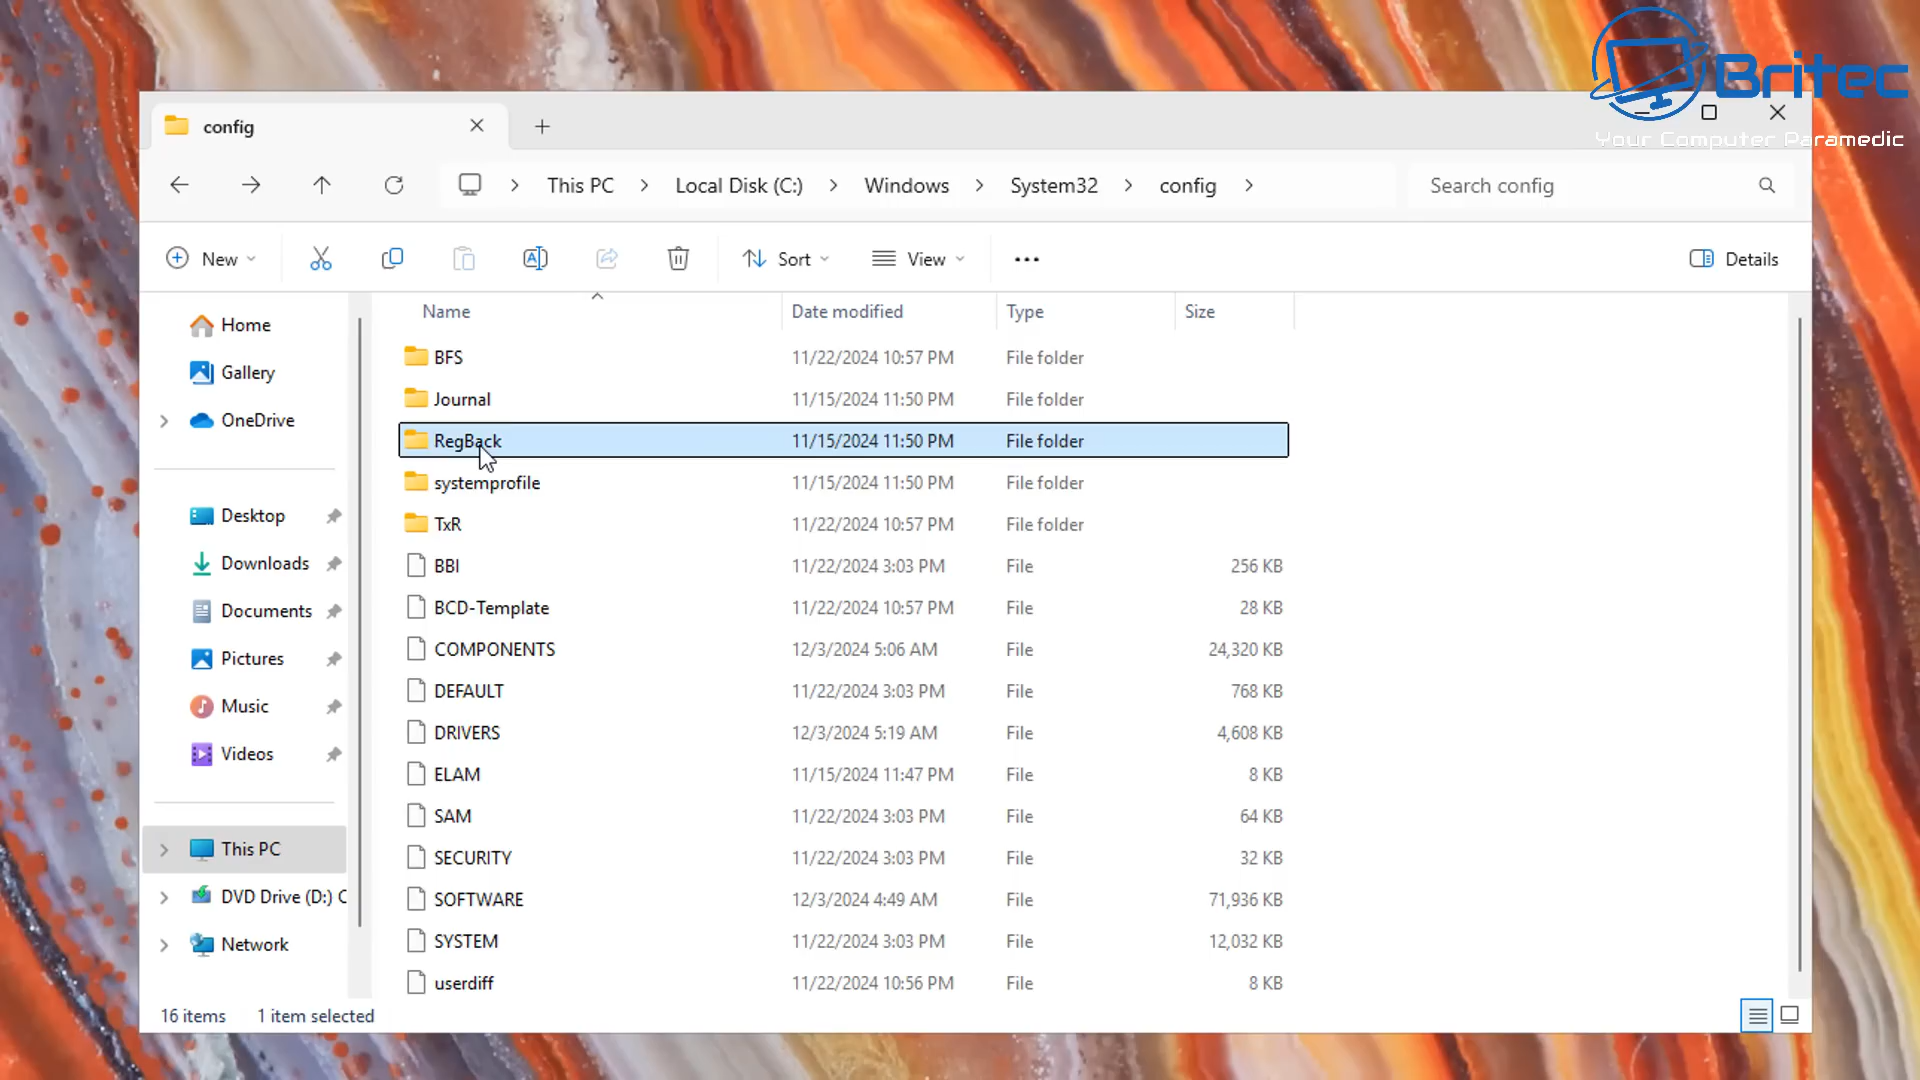 Britec
Your Computer Paramedic
config
This PC > Local Disk (C:) > Windows > System32 > config >
Search config
New
Sort
View
Details
Name Date modified Type Size
Home
Gallery
OneDrive
Desktop
Downloads
Documents
Pictures
Music
Videos
This PC
DVD Drive (D:) C
Network
BFS 11/22/2024 10:57 PM File folder
Journal 11/15/2024 11:50 PM File folder
RegBack 11/15/2024 11:50 PM File folder
systemprofile 11/15/2024 11:50 PM File folder
TxR 11/22/2024 10:57 PM File folder
BBI 11/22/2024 3:03 PM File 256 KB
BCD-Template 11/22/2024 10:57 PM File 28 KB
COMPONENTS 12/3/2024 5:06 AM File 24,320 KB
DEFAULT 11/22/2024 3:03 PM File 768 KB
DRIVERS 12/3/2024 5:19 AM File 4,608 KB
ELAM 11/15/2024 11:47 PM File 8 KB
SAM 11/22/2024 3:03 PM File 64 KB
SECURITY 11/22/2024 3:03 PM File 32 KB
SOFTWARE 12/3/2024 4:49 AM File 71,936 KB
SYSTEM 11/22/2024 3:03 PM File 12,032 KB
userdiff 11/22/2024 10:56 PM File 8 KB
16 items 1 item selected